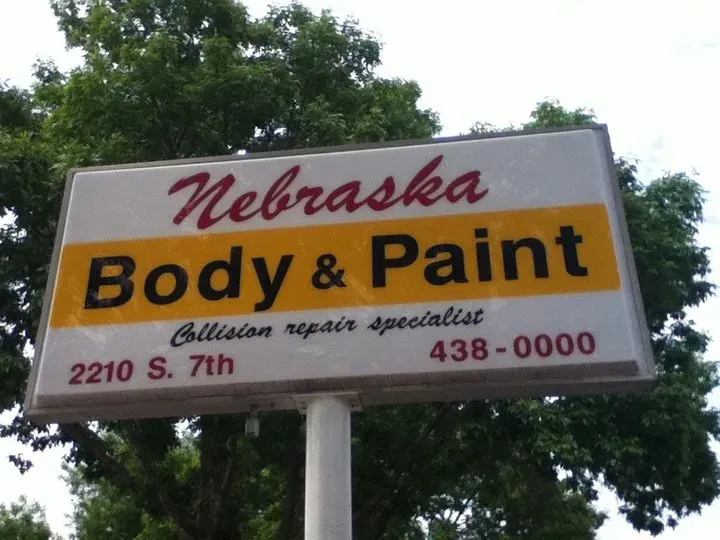 Nebraska
Body & Paint
Collision repair specialist
2210 S. 7th 438-0000